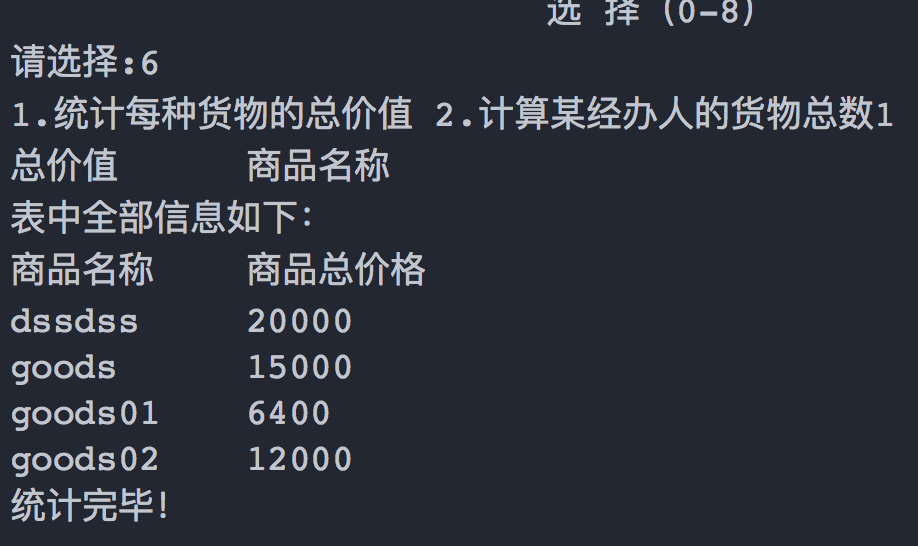 选 择 (0-8)
请选择:6
1.统计每种货物的总价值 2.计算某经办人的货物总数1
总价值 商品名称
表中全部信息如下:
商品名称 商品总价格
dssdss 20000
goods 15000
goods01 6400
goods02 12000
统计完毕!